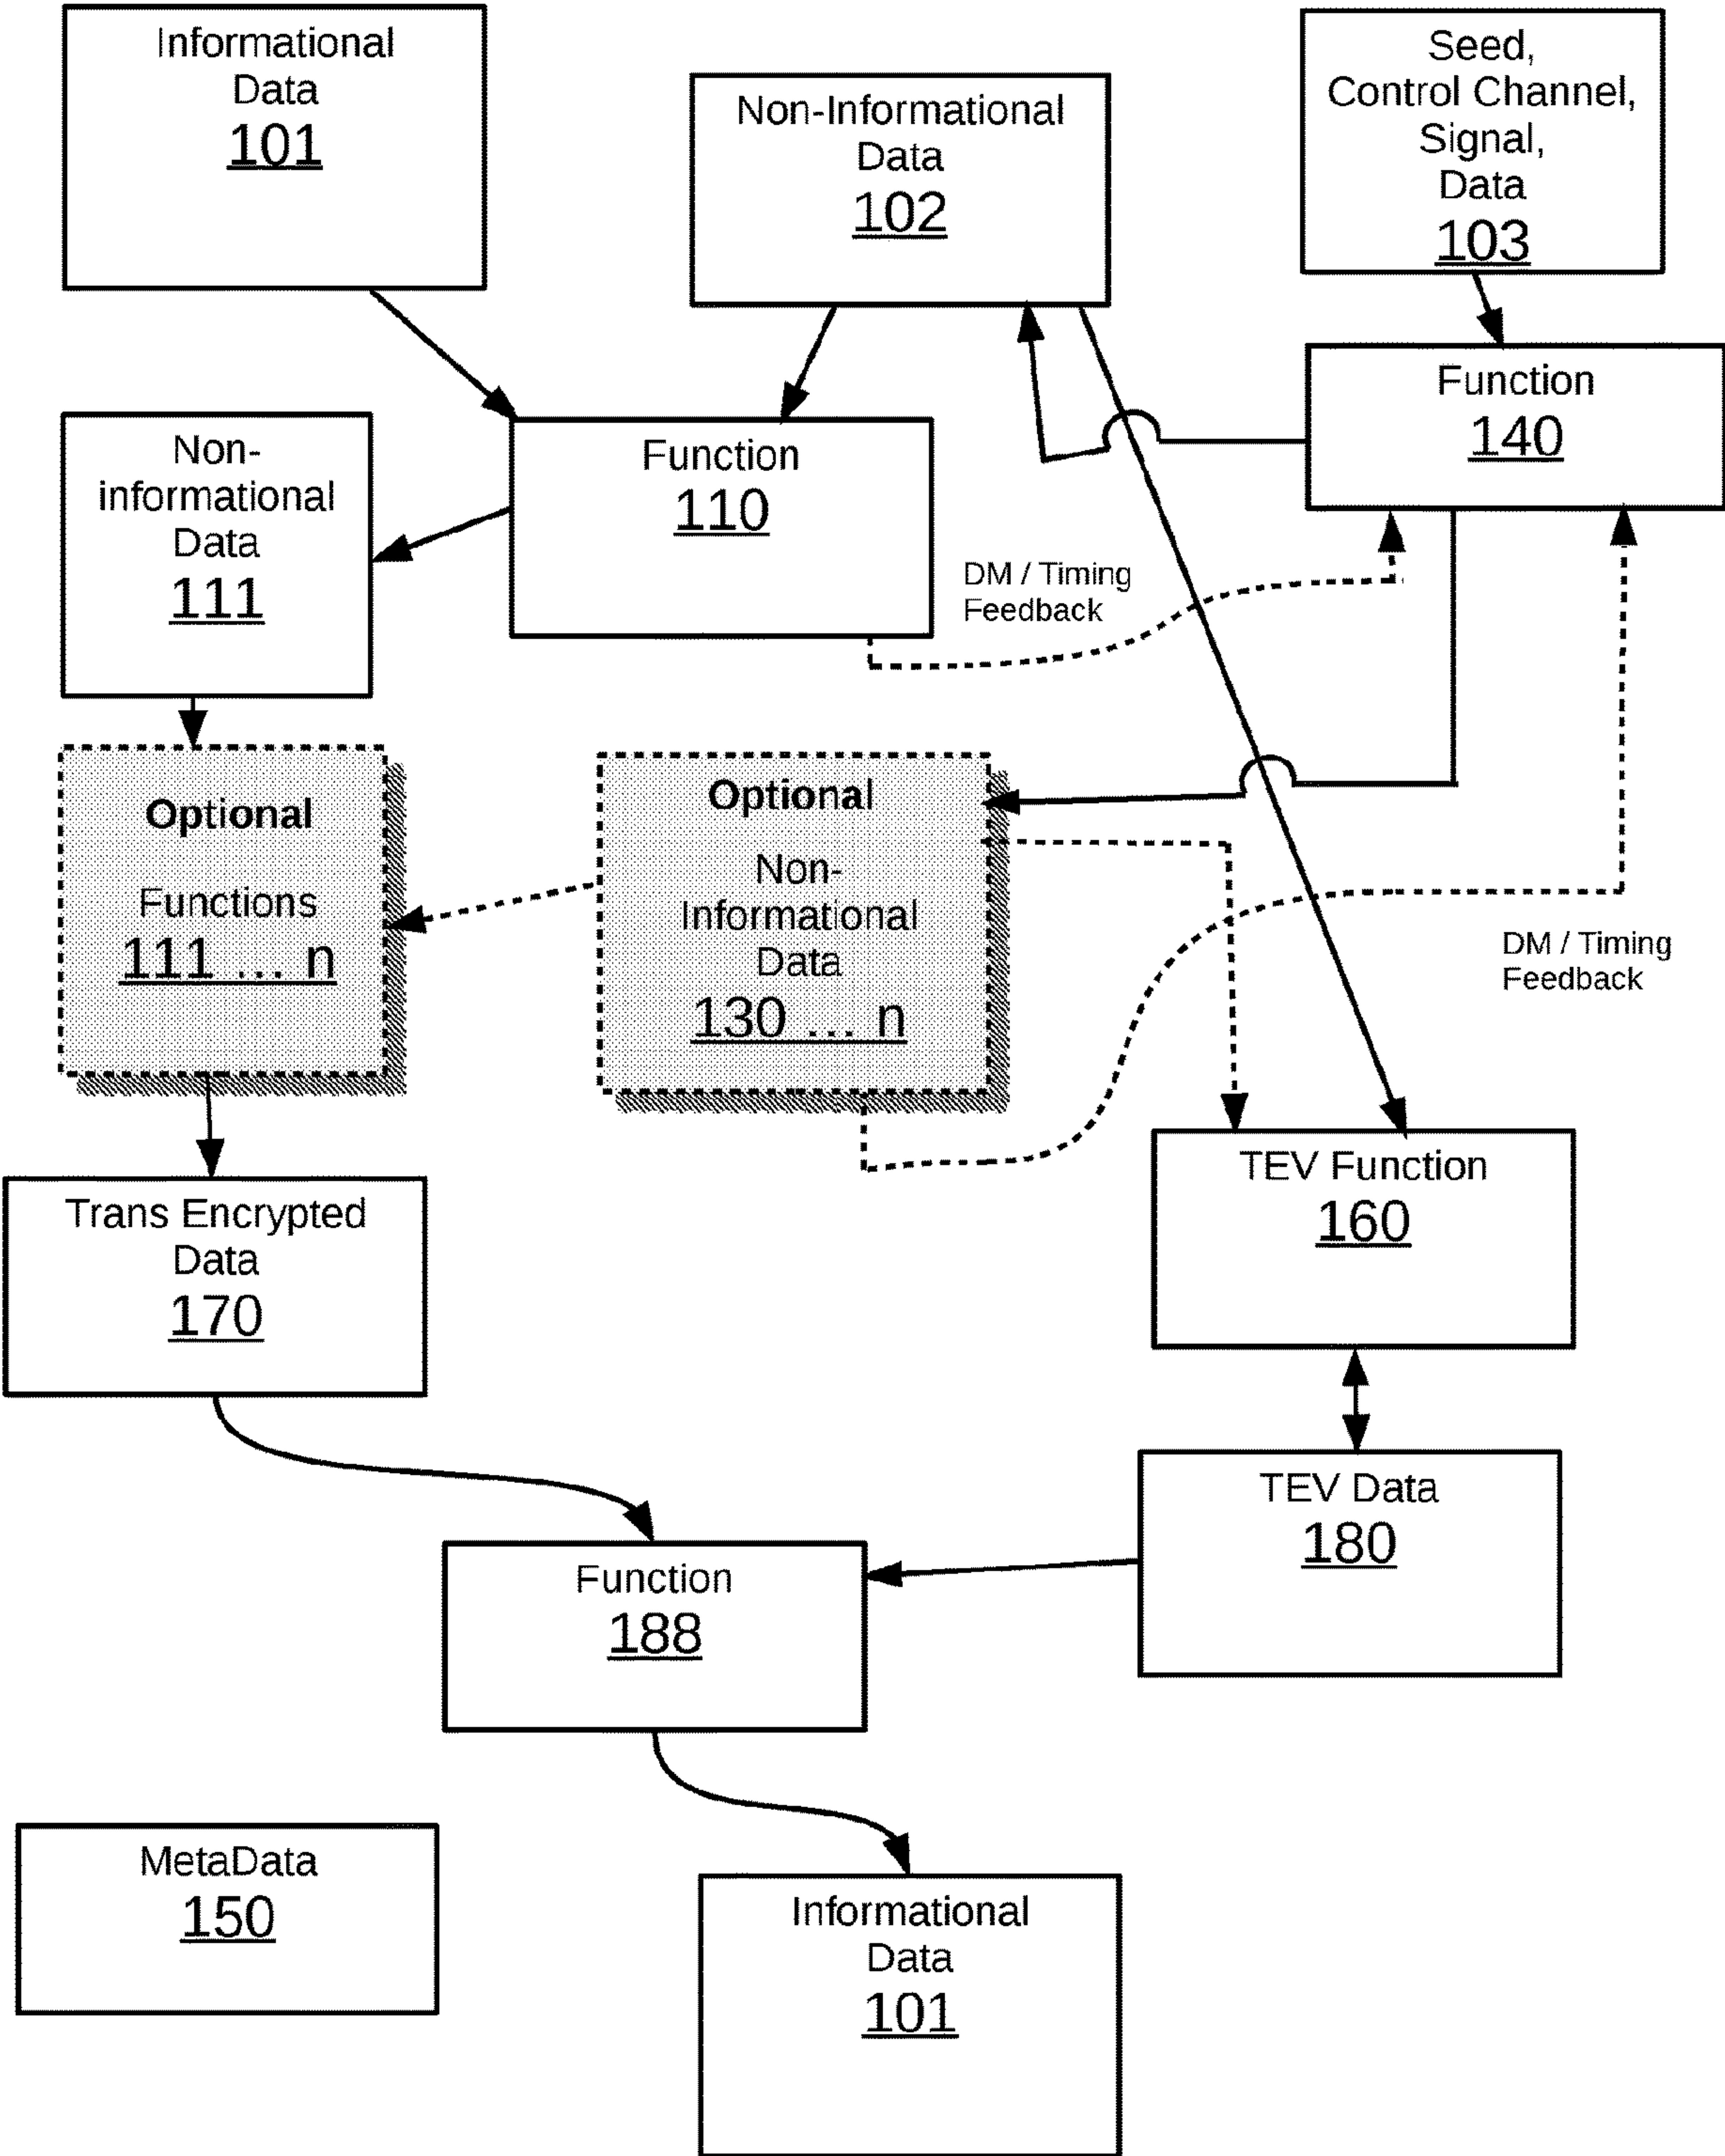 Informational
Data
101
Non-Informational
Data
102
Seed,
Control Channel,
Signal,
Data
103
Function
140
Non-
informational
Data
111
Function
110
DM / Timing
Feedback
Optional
Functions
111 ... n
Optional
Non-
Informational
Data
130 ... n
DM / Timing
Feedback
Trans Encrypted
Data
170
TEV Function
160
TEV Data
180
Function
188
MetaData
150
Informational
Data
101